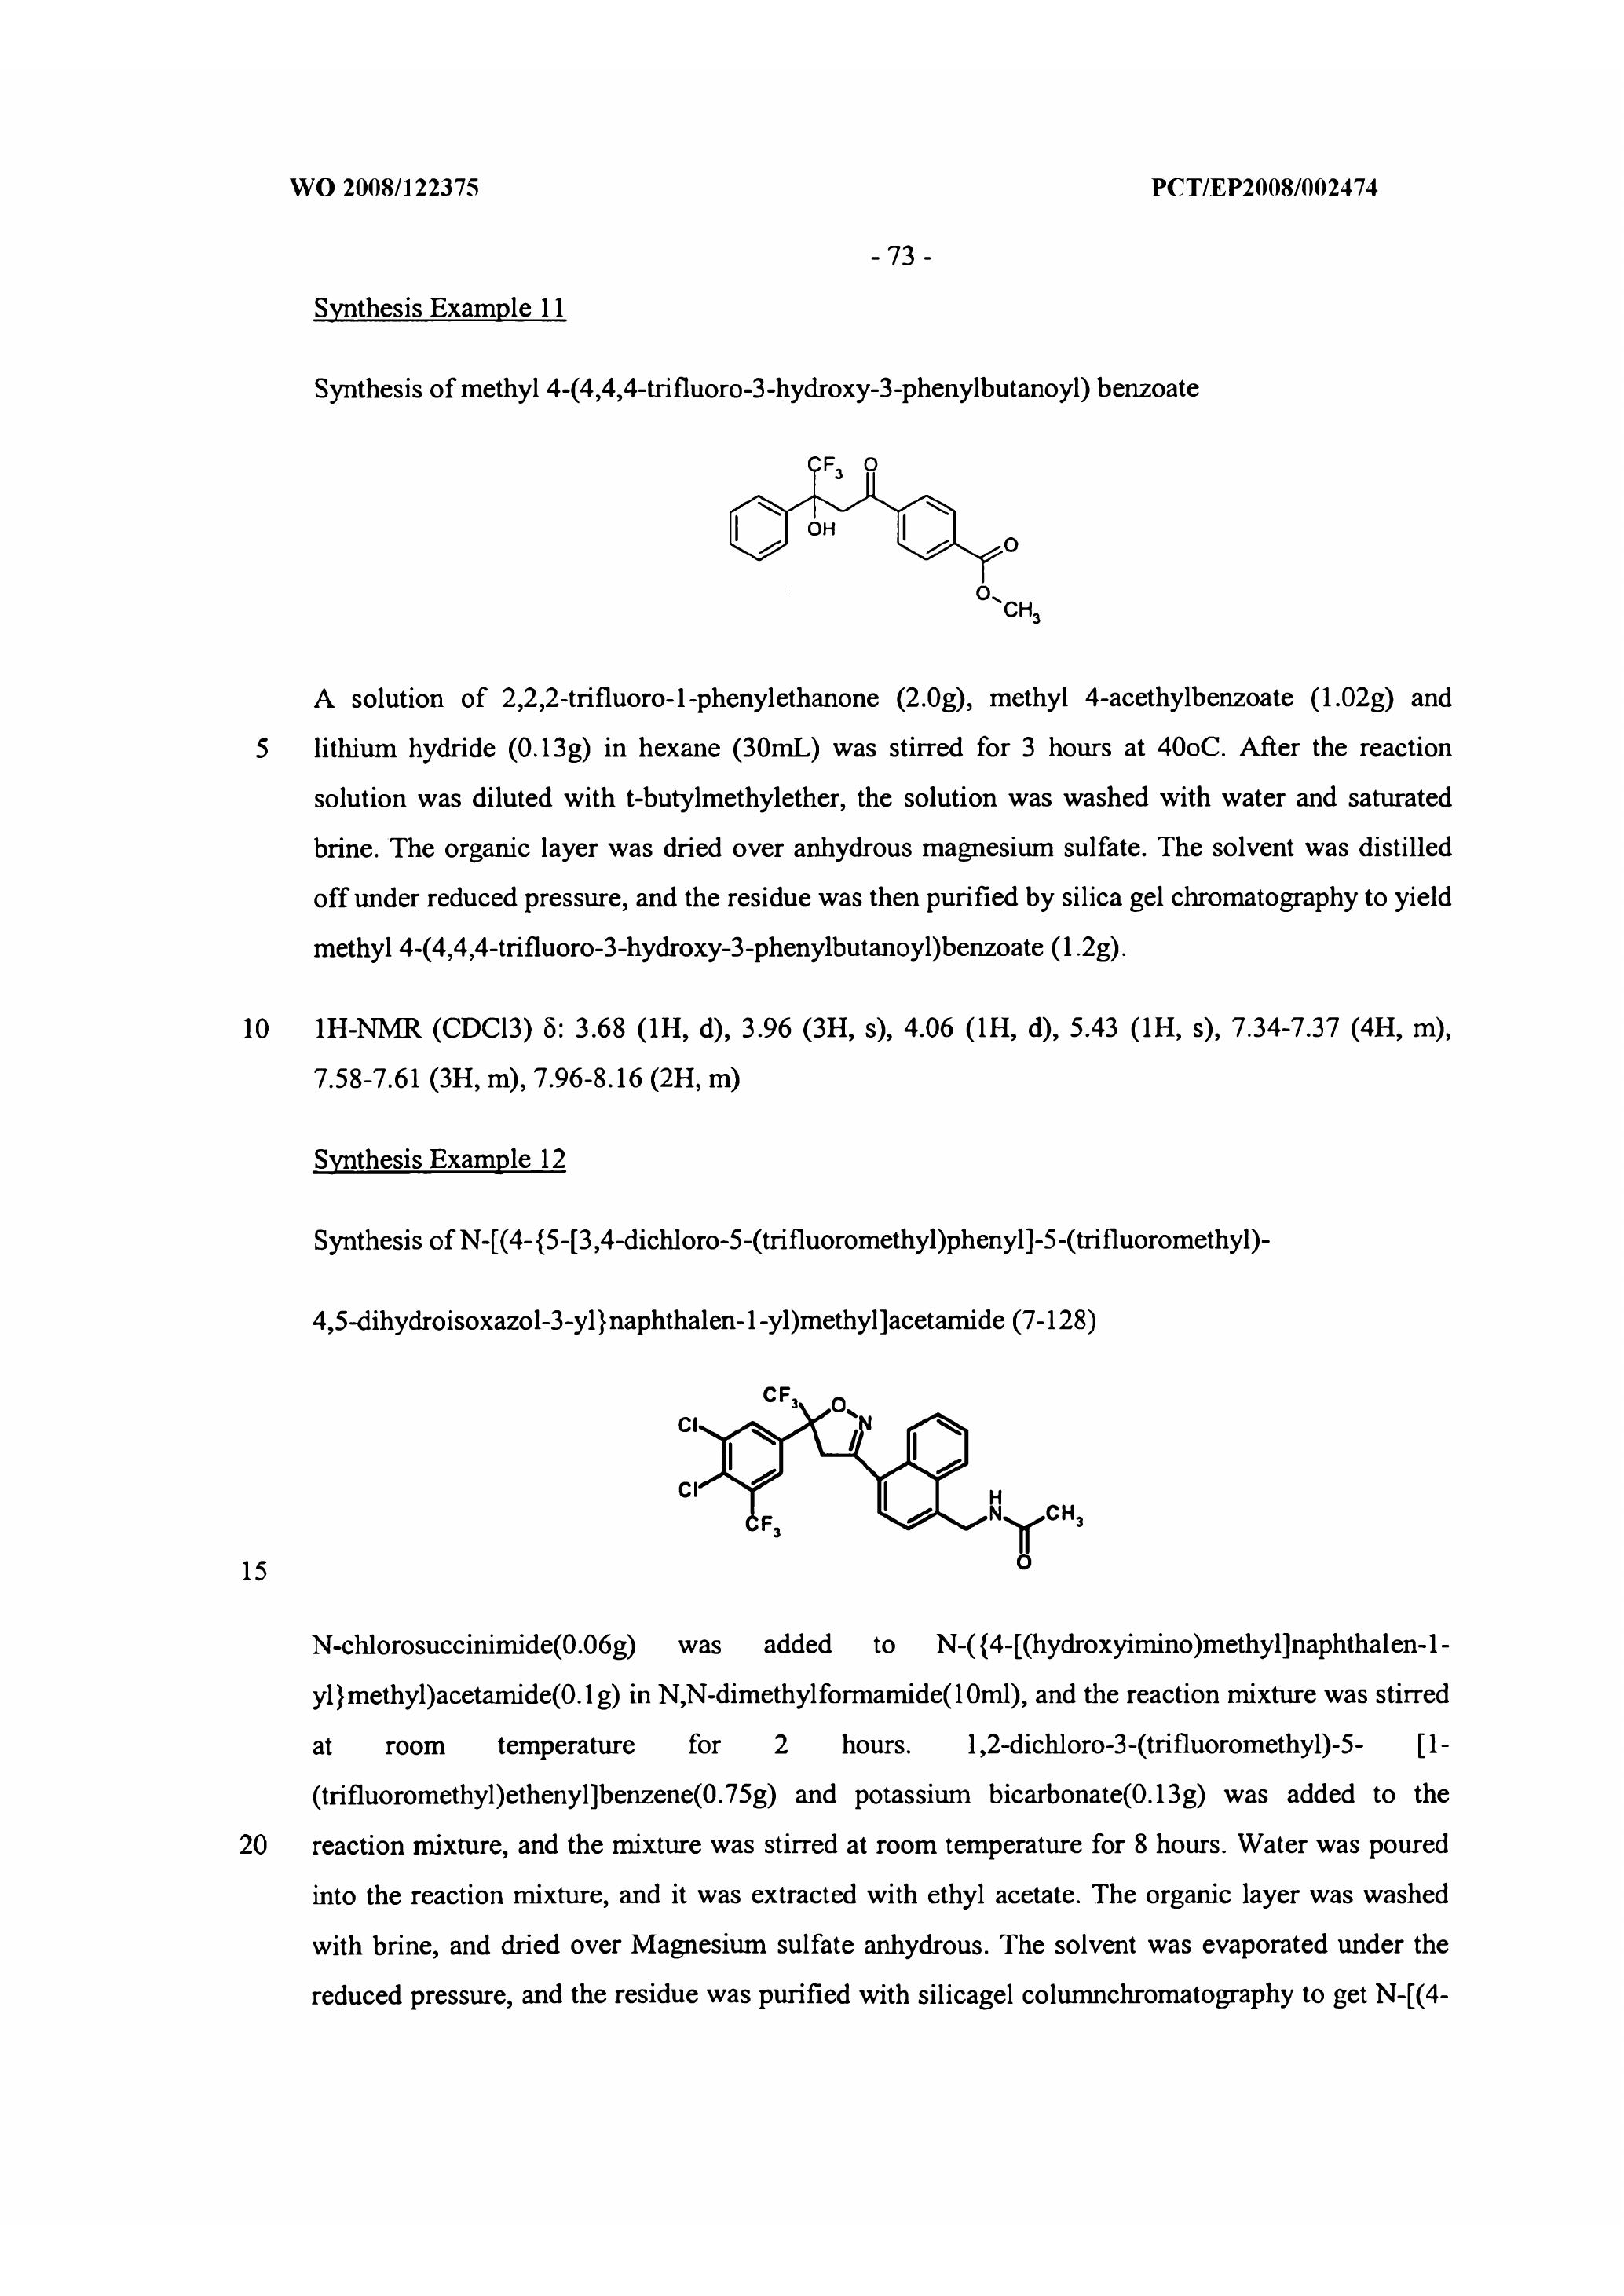 WO 2008/122375 PCT/EP2008/002474
- 73 -
Synthesis Example 11
Synthesis of methyl 4-(4,4,4-trifluoro-3-hydroxy-3-phenylbutanoyl) benzoate
CF3 O
OH
O
O
CH3
A solution of 2,2,2-trifluoro-1-phenylethanone (2.0g), methyl 4-acethylbenzoate (1.02g) and
5 lithium hydride (0.13g) in hexane (30mL) was stirred for 3 hours at 40oC. After the reaction
solution was diluted with t-butylmethylether, the solution was washed with water and saturated
brine. The organic layer was dried over anhydrous magnesium sulfate. The solvent was distilled
off under reduced pressure, and the residue was then purified by silica gel chromatography to yield
methyl 4-(4,4,4-trifluoro-3-hydroxy-3-phenylbutanoyl)benzoate (1.2g).
10 1H-NMR (CDCl3) δ: 3.68 (1H, d), 3.96 (3H, s), 4.06 (1H, d), 5.43 (1H, s), 7.34-7.37 (4H, m),
7.58-7.61 (3H, m), 7.96-8.16 (2H, m)
Synthesis Example 12
Synthesis of N-[(4-{5-[3,4-dichloro-5-(trifluoromethyl)phenyl]-5-(trifluoromethyl)-
4,5-dihydroisoxazol-3-yl}naphthalen-1-yl)methyl]acetamide (7-128)
CF3 O
Cl N
Cl H
CF3 N CH3
O
15
N-chlorosuccinimide(0.06g) was added to N-({4-[(hydroxyimino)methyl]naphthalen-1-
yl}methyl)acetamide(0.1g) in N,N-dimethylformamide(10ml), and the reaction mixture was stirred
at room temperature for 2 hours. 1,2-dichloro-3-(trifluoromethyl)-5- [1-
(trifluoromethyl)ethenyl]benzene(0.75g) and potassium bicarbonate(0.13g) was added to the
20 reaction mixture, and the mixture was stirred at room temperature for 8 hours. Water was poured
into the reaction mixture, and it was extracted with ethyl acetate. The organic layer was washed
with brine, and dried over Magnesium sulfate anhydrous. The solvent was evaporated under the
reduced pressure, and the residue was purified with silicagel columnchromatography to get N-[(4-